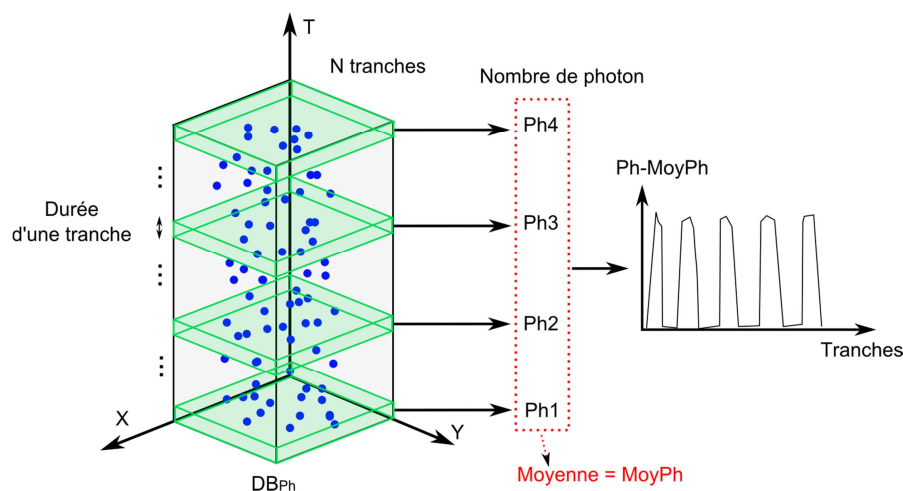 T
N tranches
Nombre de photon
Ph4
Ph-MoyPh
Durée
d'une tranche
Ph3
Ph2
Tranches
Ph1
X
Y
Moyenne = MoyPh
DBPh